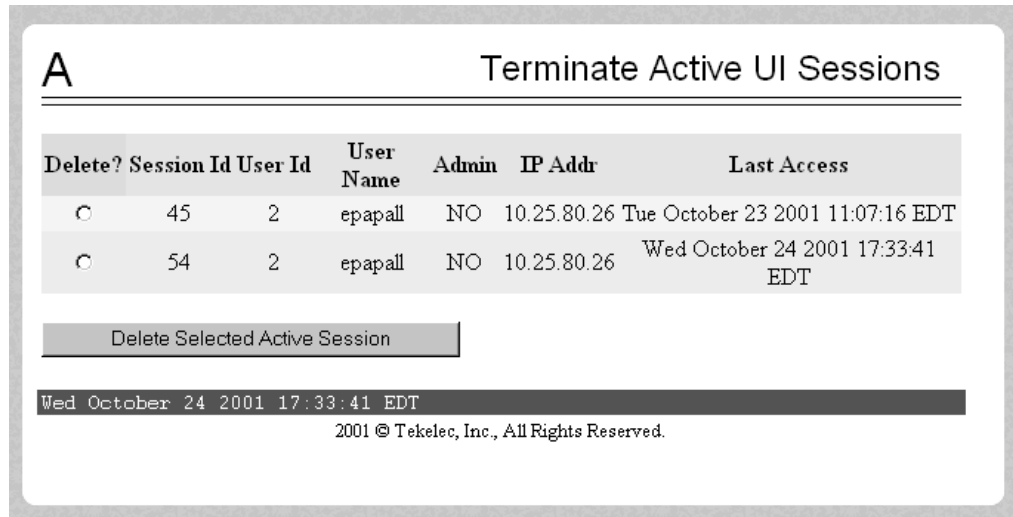 A
Terminate Active UI Sessions
Delete? Session Id User Id User Name Admin IP Addr Last Access
45 2 epapall NO 10.25.80.26 Tue October 23 2001 11:07:16 EDT
54 2 epapall NO 10.25.80.26 Wed October 24 2001 17:33:41 EDT
Delete Selected Active Session
Wed October 24 2001 17:33:41 EDT
2001 © Tekelec, Inc., All Rights Reserved.